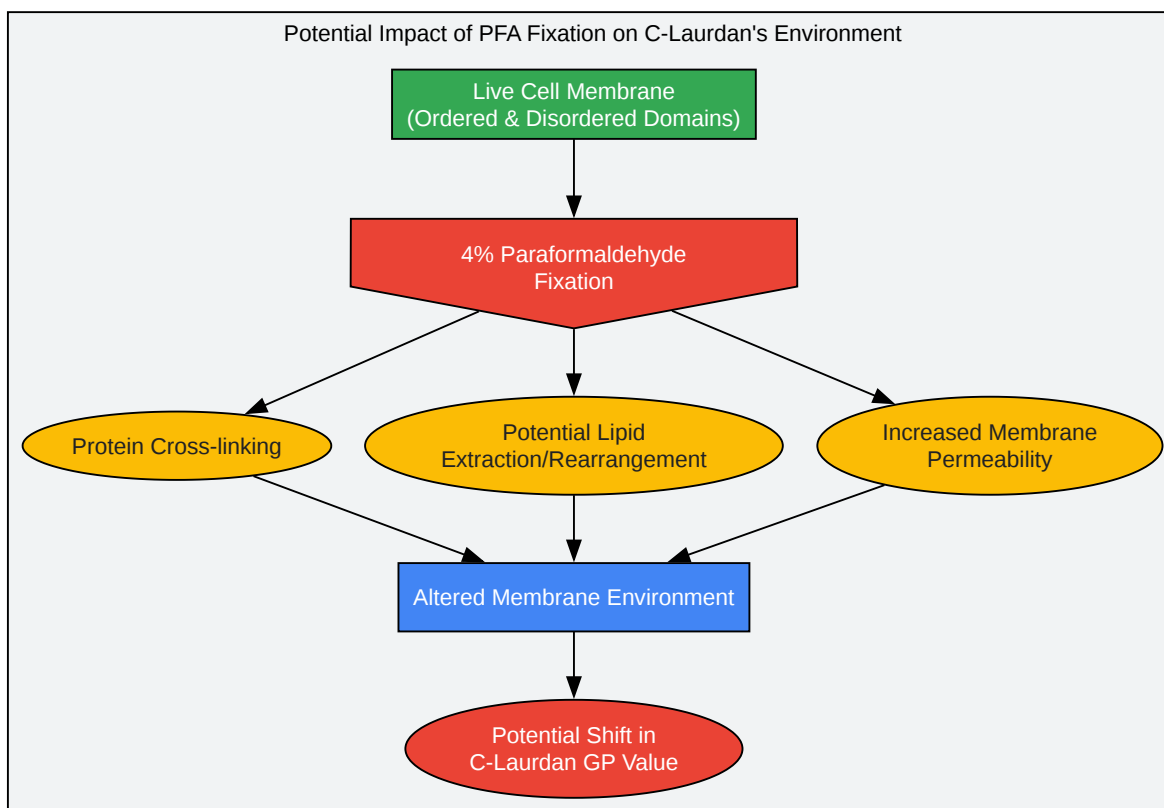 Potential Impact of PFA Fixation on C-Laurdan's Environment
Live Cell Membrane
(Ordered & Disordered Domains)
4% Paraformaldehyde
Fixation
Protein Cross-linking
Potential Lipid
Extraction/Rearrangement
Increased Membrane
Permeability
Altered Membrane Environment
Potential Shift in
C-Laurdan GP Value